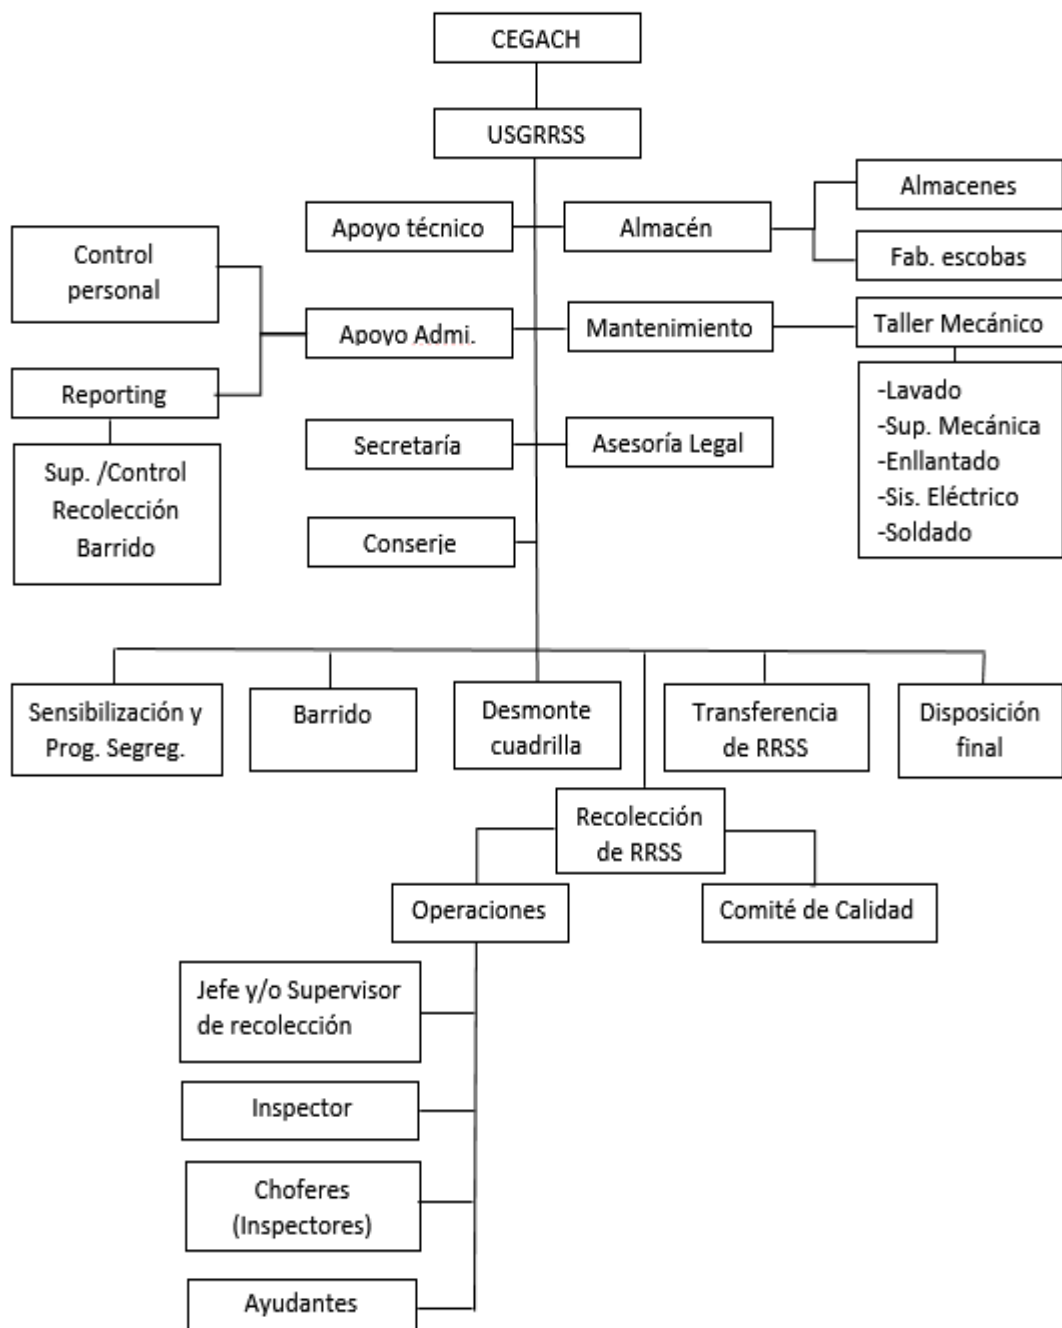 CEGACH
USGRRSS
Apoyo técnico
Almacén
Almacenes
Fab. escobas
Control
personal
Apoyo Admi.
Mantenimiento
Taller Mecánico
Reporting
-Lavado
-Sup. Mecánica
-Enllantado
-Sis. Eléctrico
-Soldado
Sup. /Control
Recolección
Barrido
Secretaría
Asesoría Legal
Conserje
Sensibilización y
Prog. Segreg.
Barrido
Desmonte
cuadrilla
Transferencia
de RRSS
Disposición
final
Recolección
de RRSS
Operaciones
Comité de Calidad
Jefe y/o Supervisor
de recolección
Inspector
Choferes
(Inspectores)
Ayudantes